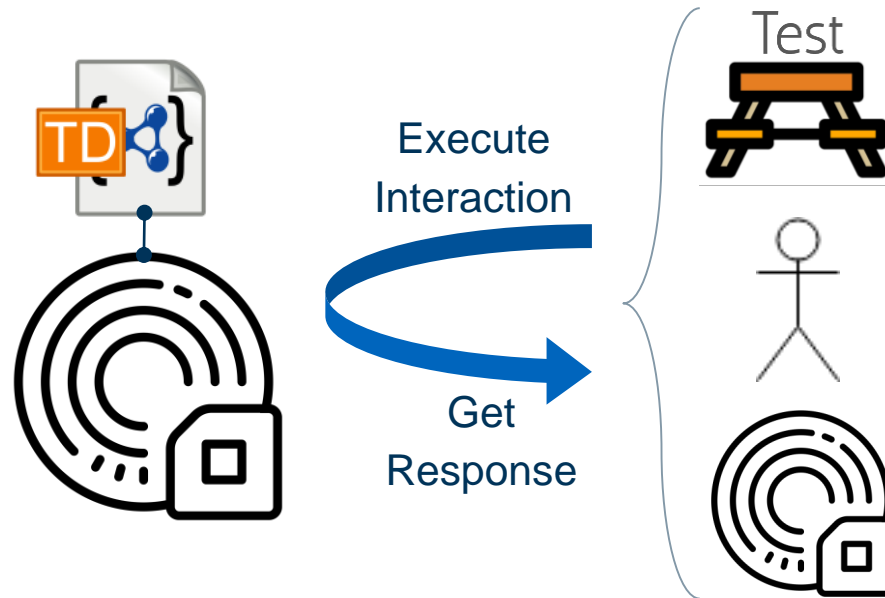 Test
TD
{ }
Execute
Interaction
Get
Response